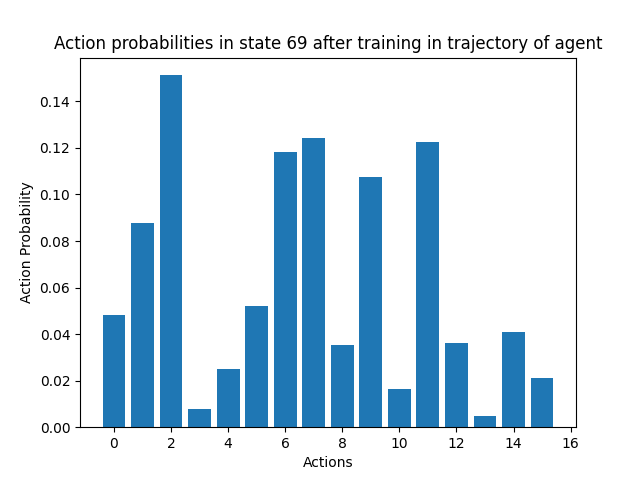 Action probabilities in state 69 after training in trajectory of agent
0.14
0.12
0.10
0.08
0.06
0.04
0.02
0.00
Action Probability
0 2 4 6 8 10 12 14 16
Actions